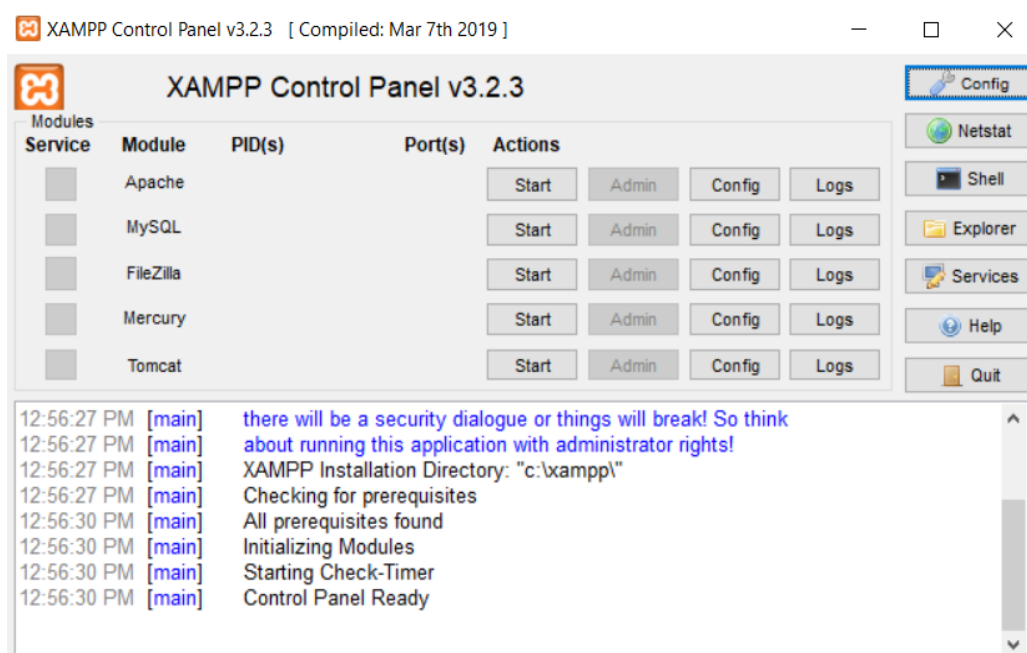 XAMPP Control Panel v3.2.3 [ Compiled: Mar 7th 2019 ]
XAMPP Control Panel v3.2.3
Config
Modules
Service Module PID(s) Port(s) Actions
Netstat
Apache Start Admin Config Logs
Shell
MySQL Start Admin Config Logs
Explorer
FileZilla Start Admin Config Logs
Services
Mercury Start Admin Config Logs
Help
Tomcat Start Admin Config Logs
Quit
12:56:27 PM [main] there will be a security dialogue or things will break! So think
12:56:27 PM [main] about running this application with administrator rights!
12:56:27 PM [main] XAMPP Installation Directory: "c:\xampp\"
12:56:27 PM [main] Checking for prerequisites
12:56:30 PM [main] All prerequisites found
12:56:30 PM [main] Initializing Modules
12:56:30 PM [main] Starting Check-Timer
12:56:30 PM [main] Control Panel Ready